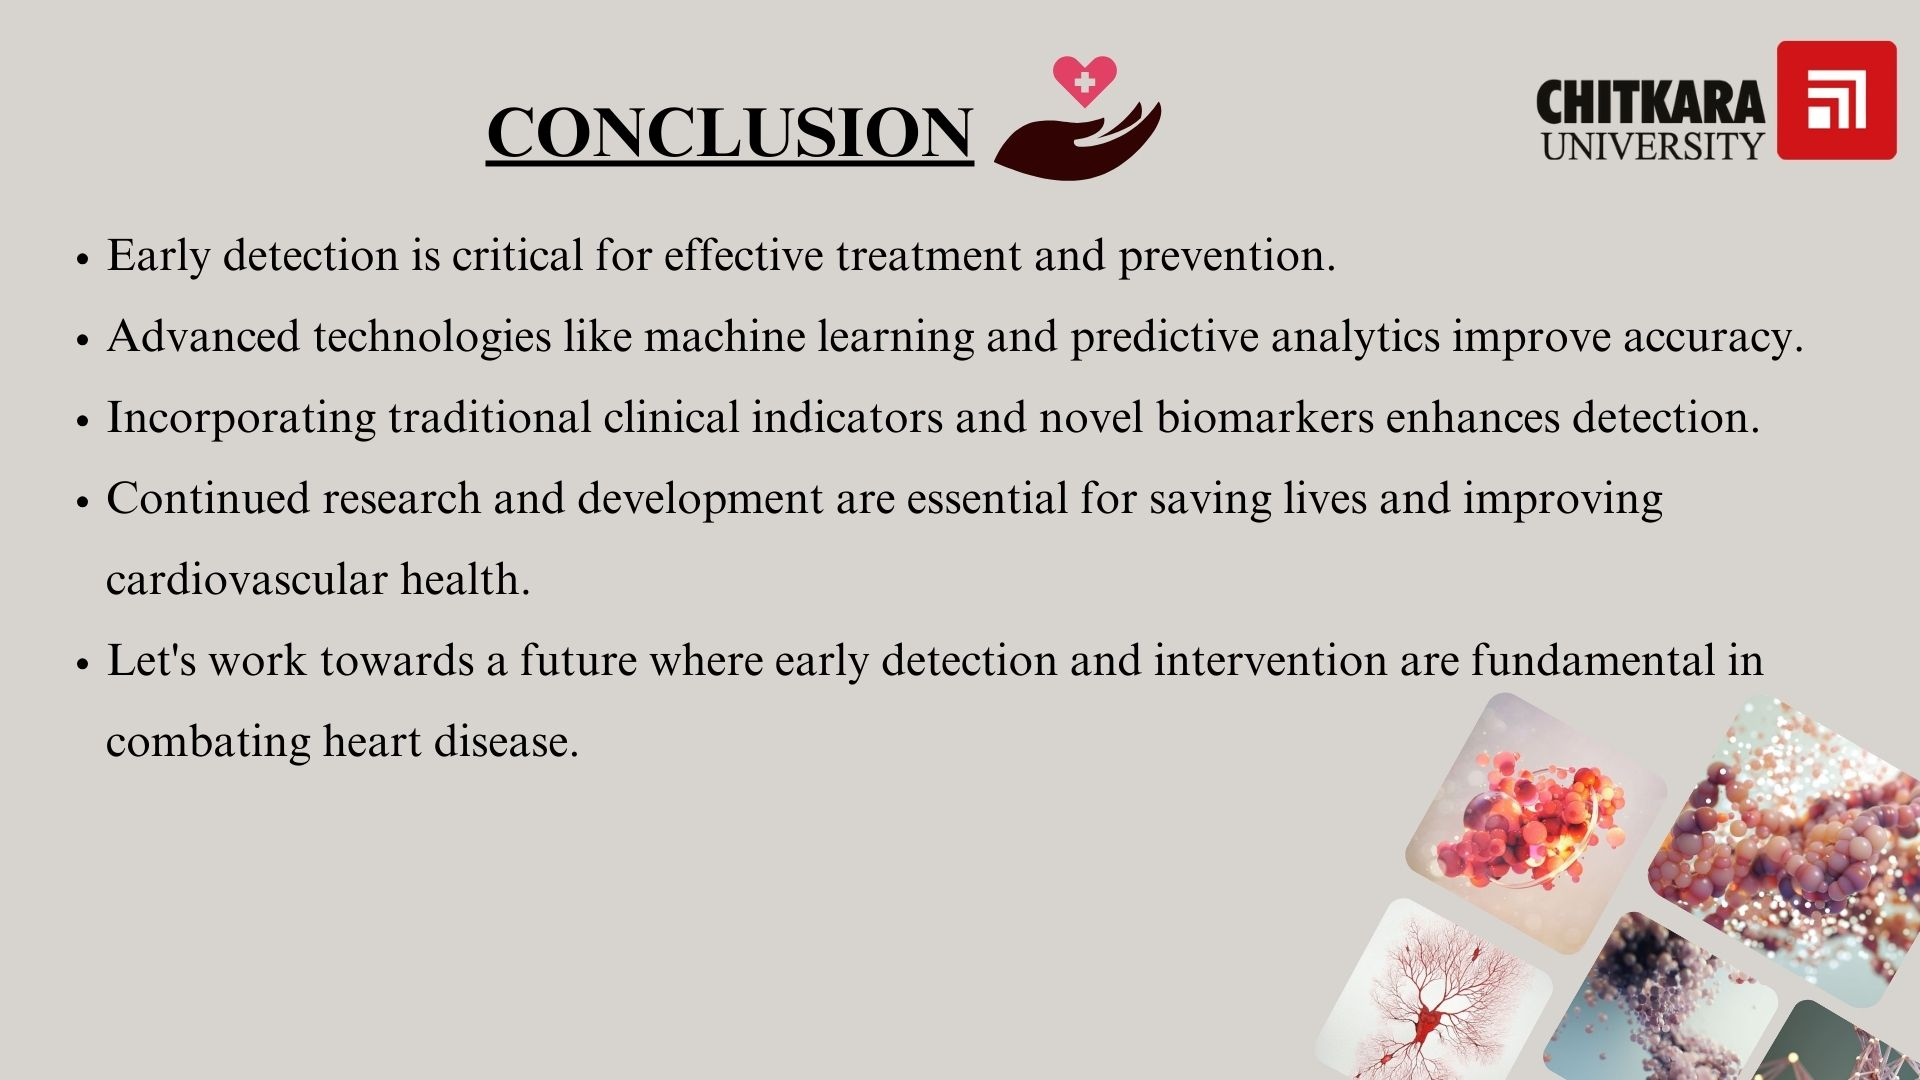 CONCLUSION
CHITKARA
UNIVERSITY
• Early detection is critical for effective treatment and prevention.
• Advanced technologies like machine learning and predictive analytics improve accuracy.
• Incorporating traditional clinical indicators and novel biomarkers enhances detection.
• Continued research and development are essential for saving lives and improving
cardiovascular health.
• Let's work towards a future where early detection and intervention are fundamental in
combating heart disease.